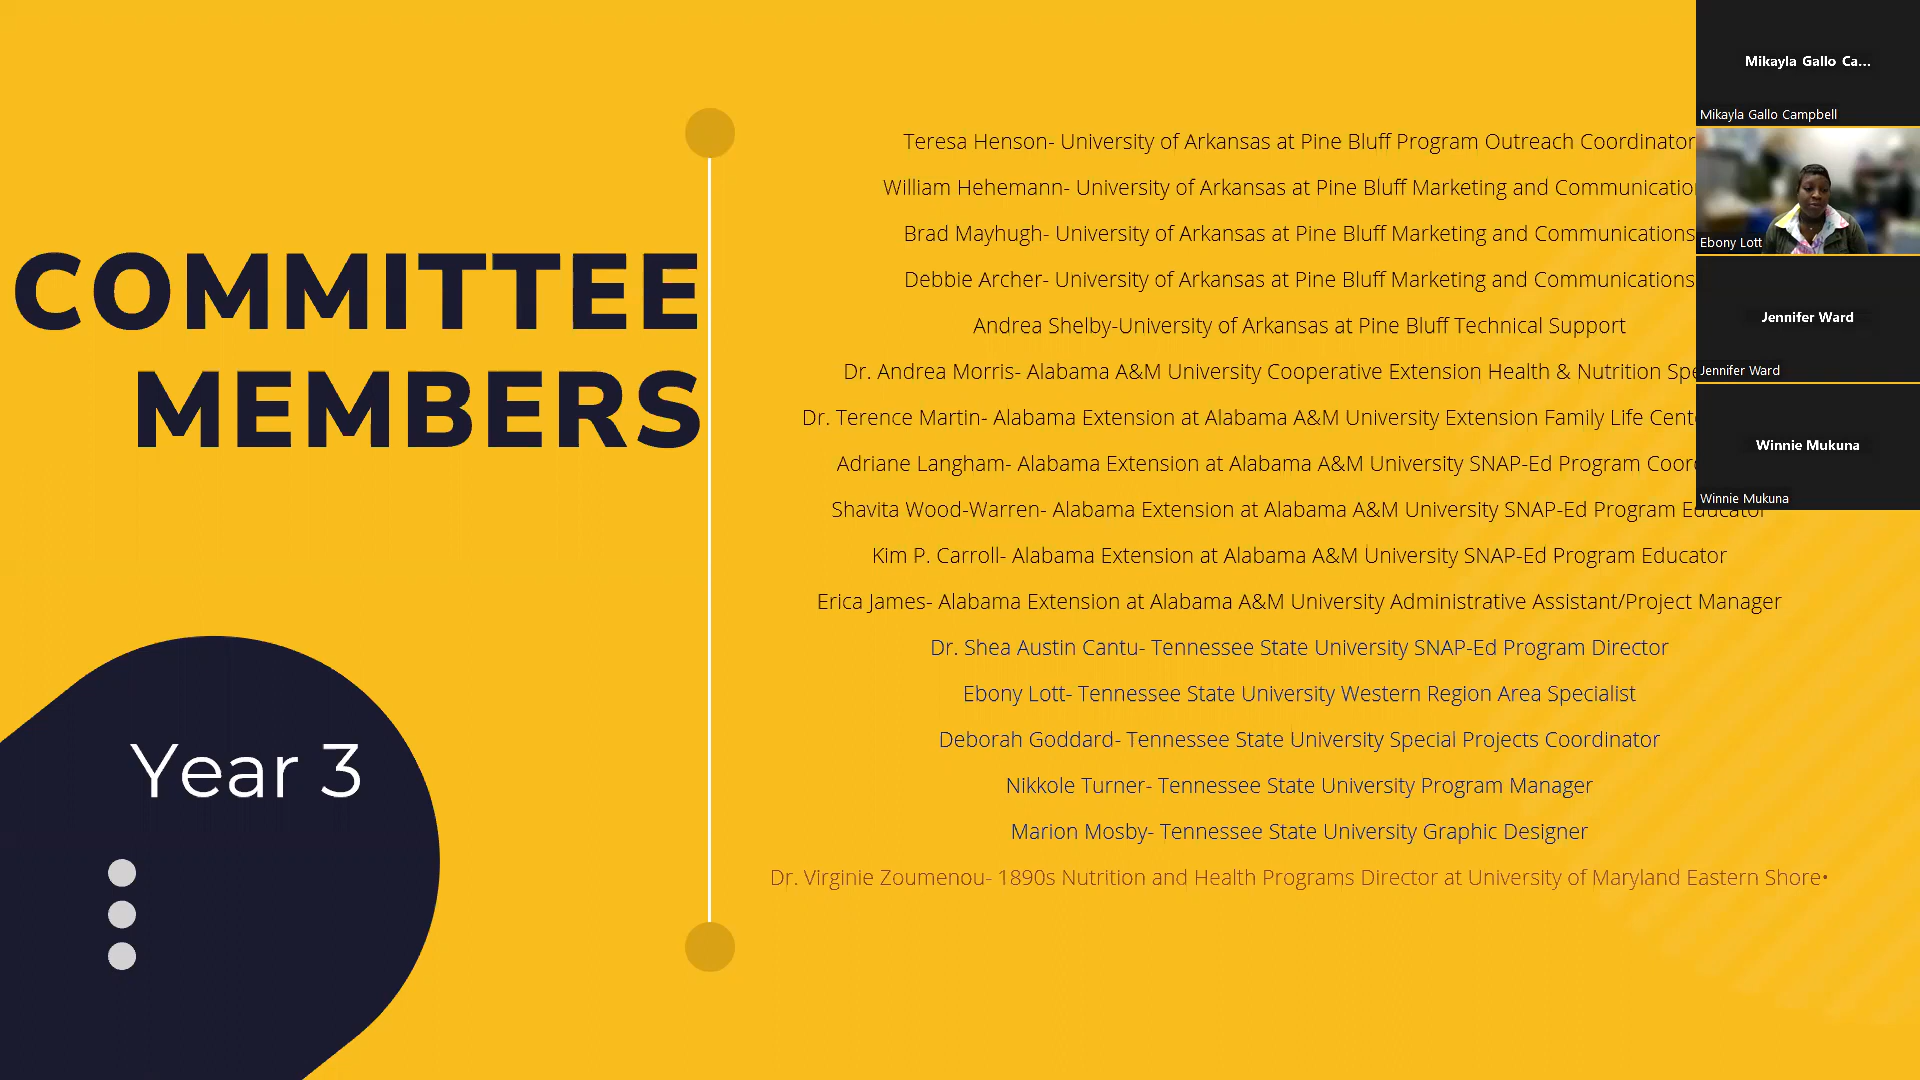 COMMITTEE
MEMBERS
Year 3
Teresa Henson- University of Arkansas at Pine Bluff Program Outreach Coordinator
William Hehemann- University of Arkansas at Pine Bluff Marketing and
Brad Mayhugh- University of Arkansas at Pine Bluff Marketing and Communications
Debbie Archer- University of Arkansas at Pine Bluff Marketing and Communications
Andrea Shelby-University of Arkansas at Pine Bluff Technical Support
Dr. Andrea Morris- Alabama A&M University Cooperative Extension Health & Nutrition
Dr. Terence Martin- Alabama Extension at Alabama A&M University Extension Family Life
Adriane Langham- Alabama Extension at Alabama A&M University SNAP-Ed Program
Shavita Wood-Warren- Alabama Extension at Alabama A&M University SNAP-Ed Program Educator
Kim P. Carroll- Alabama Extension at Alabama A&M University SNAP-Ed Program Educator
Erica James- Alabama Extension at Alabama A&M University Administrative Assistant/Project Manager
Dr. Shea Austin Cantu- Tennessee State University SNAP-Ed Program Director
Ebony Lott- Tennessee State University Western Region Area Specialist
Deborah Goddard- Tennessee State University Special Projects Coordinator
Nikkole Turner- Tennessee State University Program Manager
Marion Mosby- Tennessee State University Graphic Designer
Dr. Virginie Zoumenou- 1890s Nutrition and Health Programs Director at University of Maryland Eastern Shore•
Mikayla Gallo Ca...
Mikayla Gallo Campbell
Ebony Lott
Jennifer Ward
Jennifer Ward
Winnie Mukuna
Winnie Mukuna